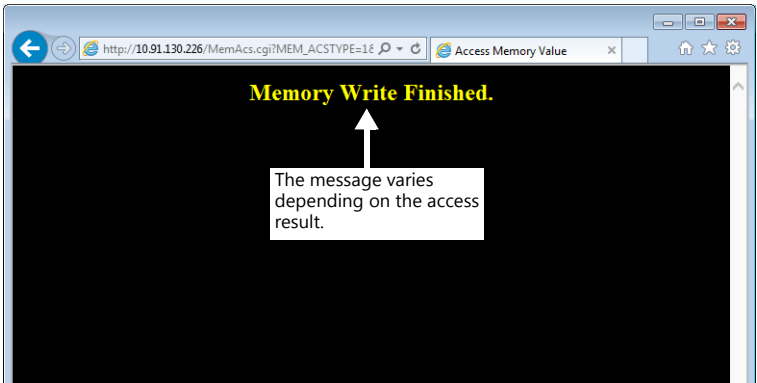 http://10.91.130.226/MemAcs.cgi?MEM_ACSTYPE=1&
Access Memory Value
Memory Write Finished.
The message varies
depending on the access
result.